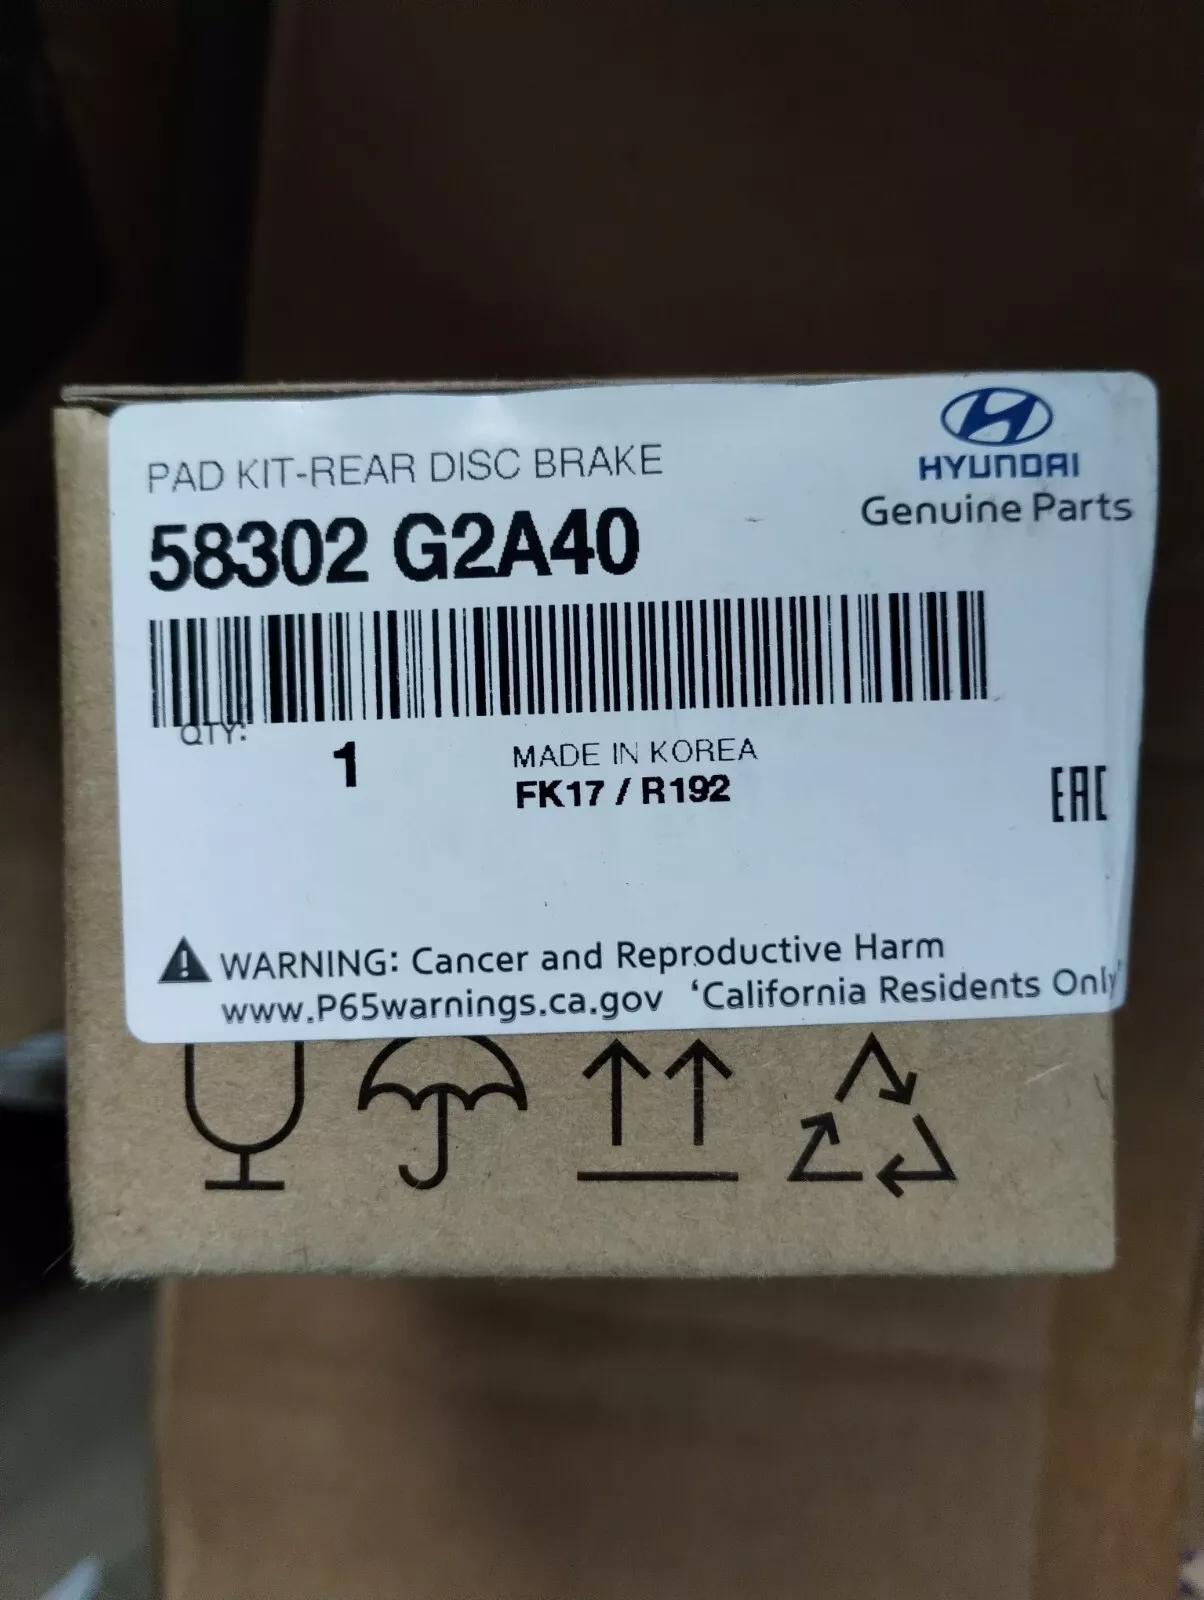 HYUNDAI
Genuine Parts
PAD KIT-REAR DISC BRAKE
58302 G2A40
QTY:
1
MADE IN KOREA
FK17 / R192
EAC
WARNING: Cancer and Reproductive Harm
www.P65warnings.ca.gov ‘California Residents Only’